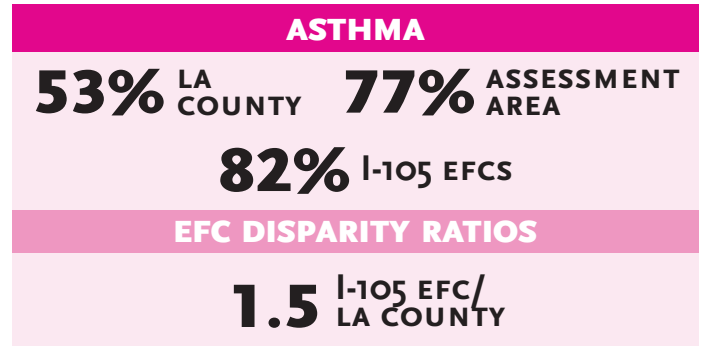 ASTHMA
53% LA COUNTY 77% ASSESSMENT AREA
82% I-105 EFCS
EFC DISPARITY RATIOS
1.5 I-105 EFC/ LA COUNTY